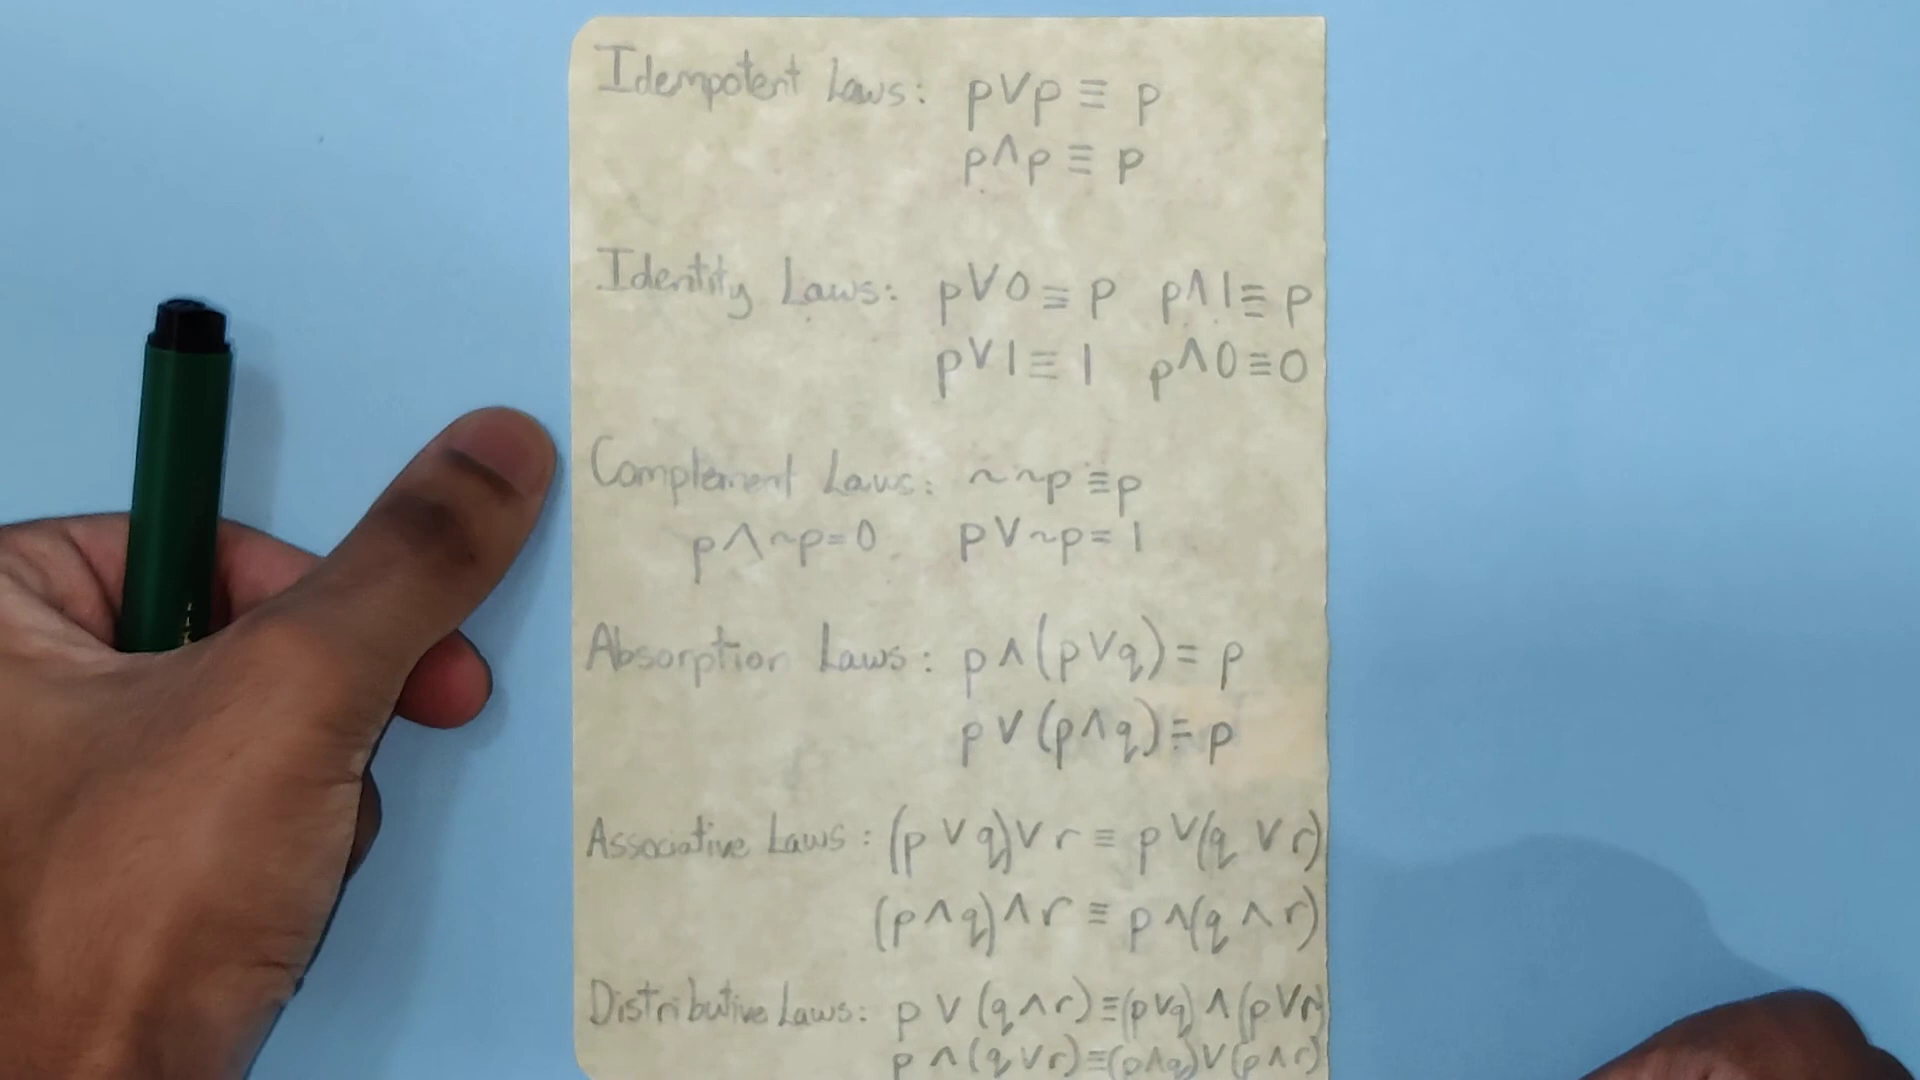 Idempotent Laws: p∨p ≡ p
p∧p ≡ p
Identity Laws: p∨0 ≡ p p∧1 ≡ p
p∨1 ≡ 1 p∧0 ≡ 0
Complement Laws: ~~p ≡ p
p∧~p = 0 p∨~p = 1
Absorption Laws: p∧(p∨q) = p
p∨(p∧q) = p
Associative Laws: (p∨q)∨r ≡ p∨(q∨r)
(p∧q)∧r ≡ p∧(q∧r)
Distributive Laws: p∨(q∧r) ≡ (p∨q)∧(p∨r)
p∧(q∨r) ≡ (p∧q)∨(p∧r)